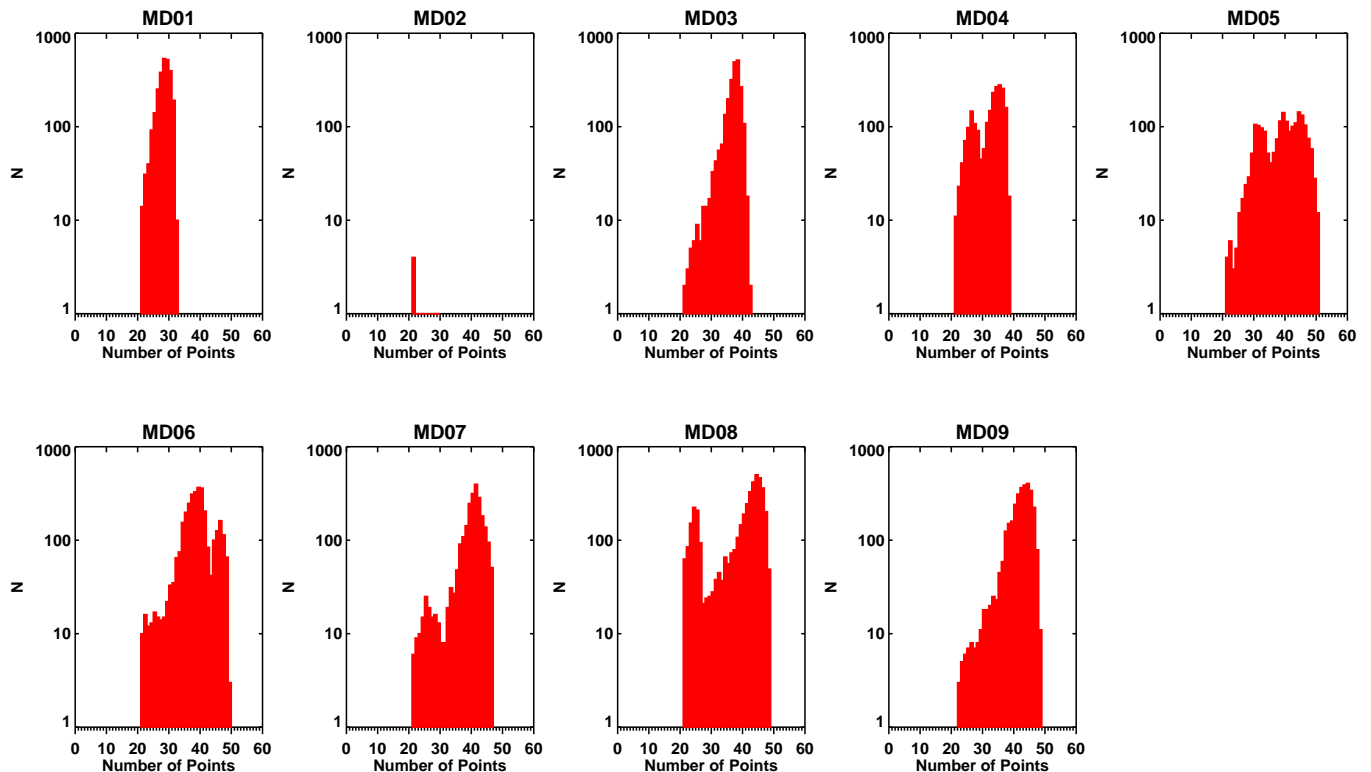 MD01 MD02 MD03 MD04 MD05
1000 1000 1000 1000 1000
100 100 100 100 100
N N N N N
10 10 10 10 10
1 1 1 1 1
0 10 20 30 40 50 60 0 10 20 30 40 50 60 0 10 20 30 40 50 60 0 10 20 30 40 50 60 0 10 20 30 40 50 60
Number of Points Number of Points Number of Points Number of Points Number of Points
MD06 MD07 MD08 MD09
1000 1000 1000 1000
100 100 100 100
N N N N
10 10 10 10
1 1 1 1
0 10 20 30 40 50 60 0 10 20 30 40 50 60 0 10 20 30 40 50 60 0 10 20 30 40 50 60
Number of Points Number of Points Number of Points Number of Points